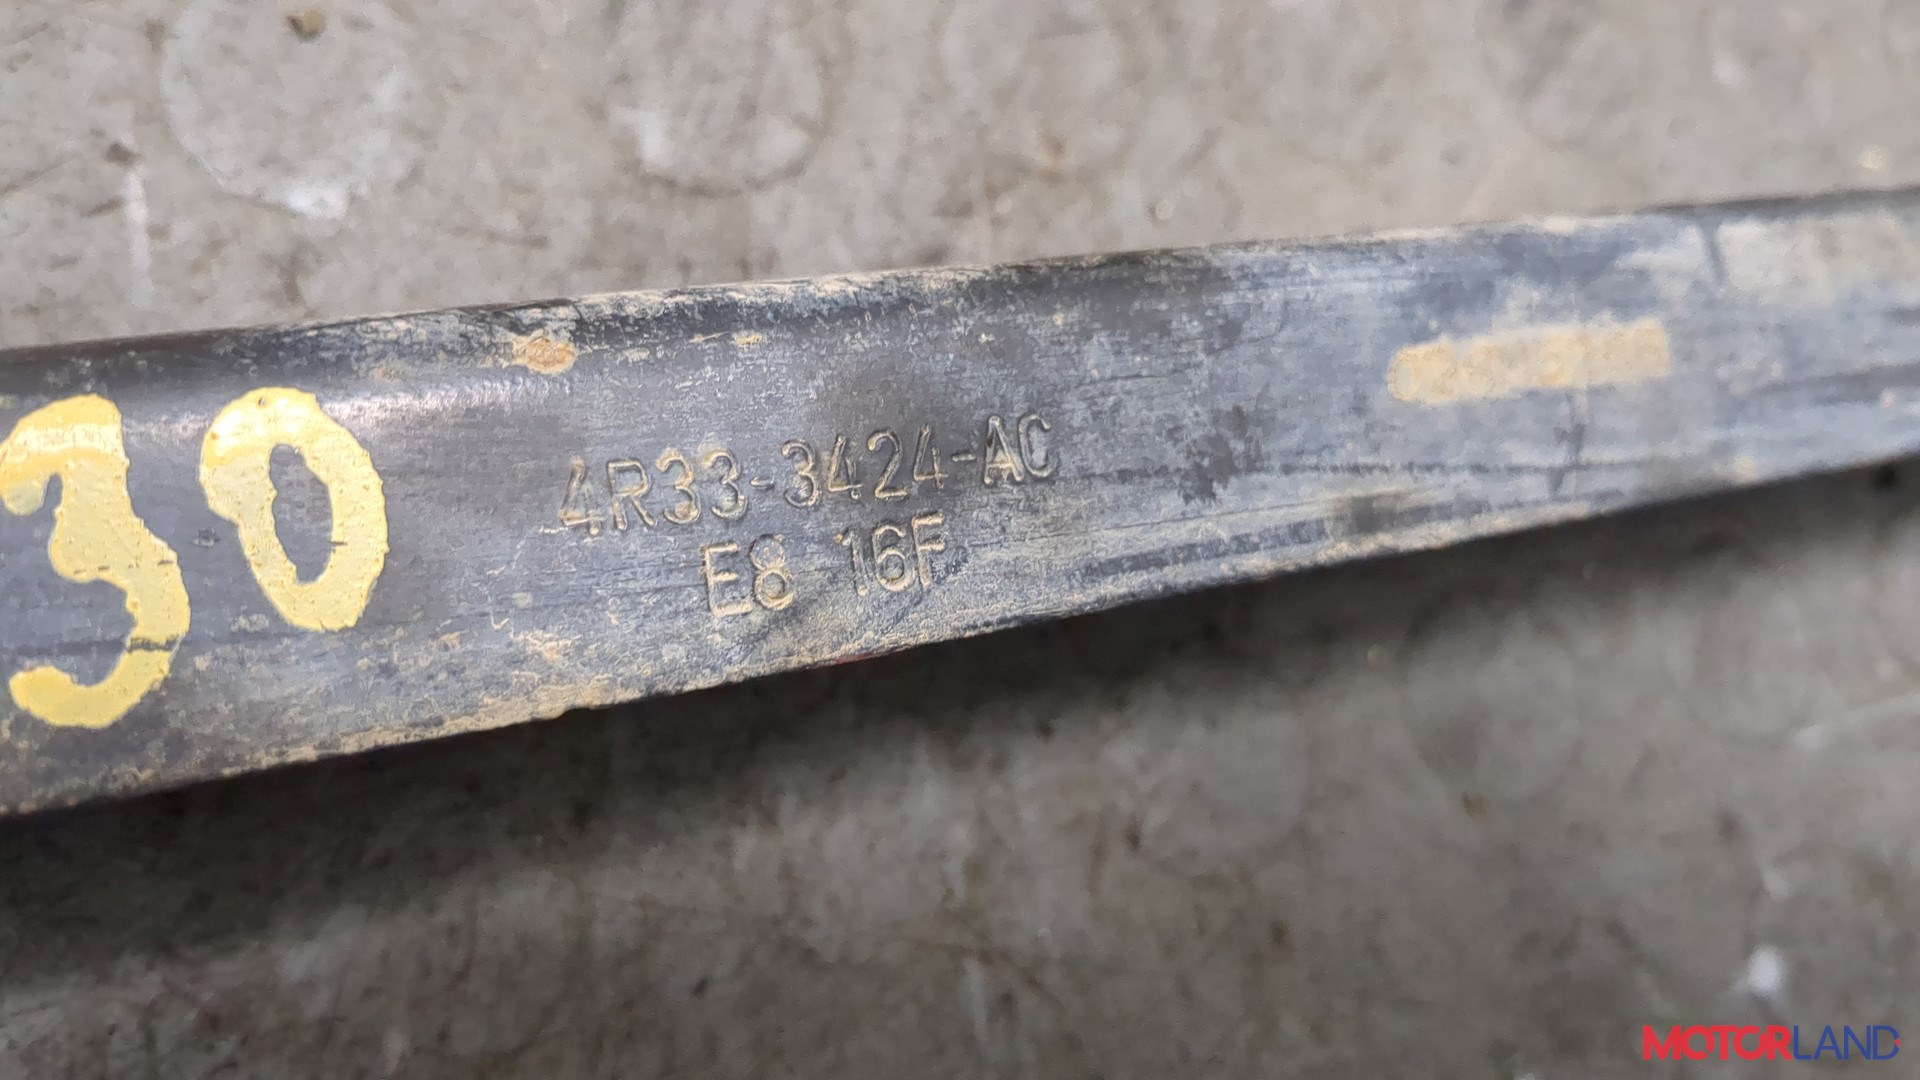 30
4R33-3424-AC
E8 16F
MOTORLAND